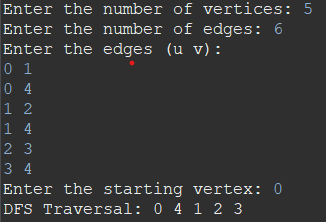 Enter the number of vertices: 5
Enter the number of edges: 6
Enter the edges (u v):
0 1
0 4
1 2
1 4
2 3
3 4
Enter the starting vertex: 0
DFS Traversal: 0 4 1 2 3